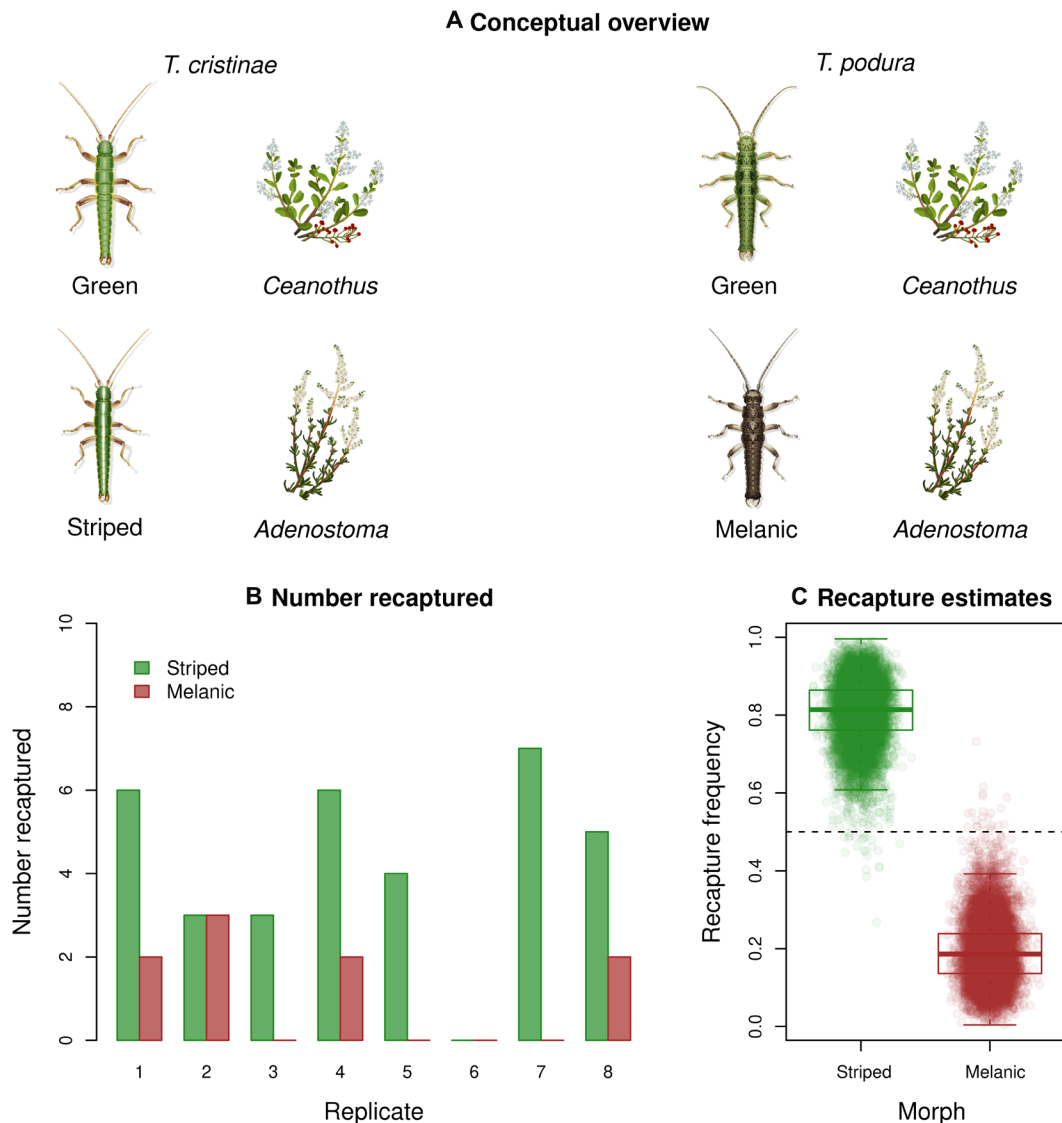 A Conceptual overview
T. cristinae
T. podura
Green
Ceanothus
Green
Ceanothus
Striped
Adenostoma
Melanic
Adenostoma
B Number recaptured
Number recaptured
10
8
6
4
2
0
Striped
Melanic
1 2 3 4 5 6 7 8
Replicate
C Recapture estimates
Recapture frequency
1.0
0.8
0.6
0.4
0.2
0.0
Striped Melanic
Morph